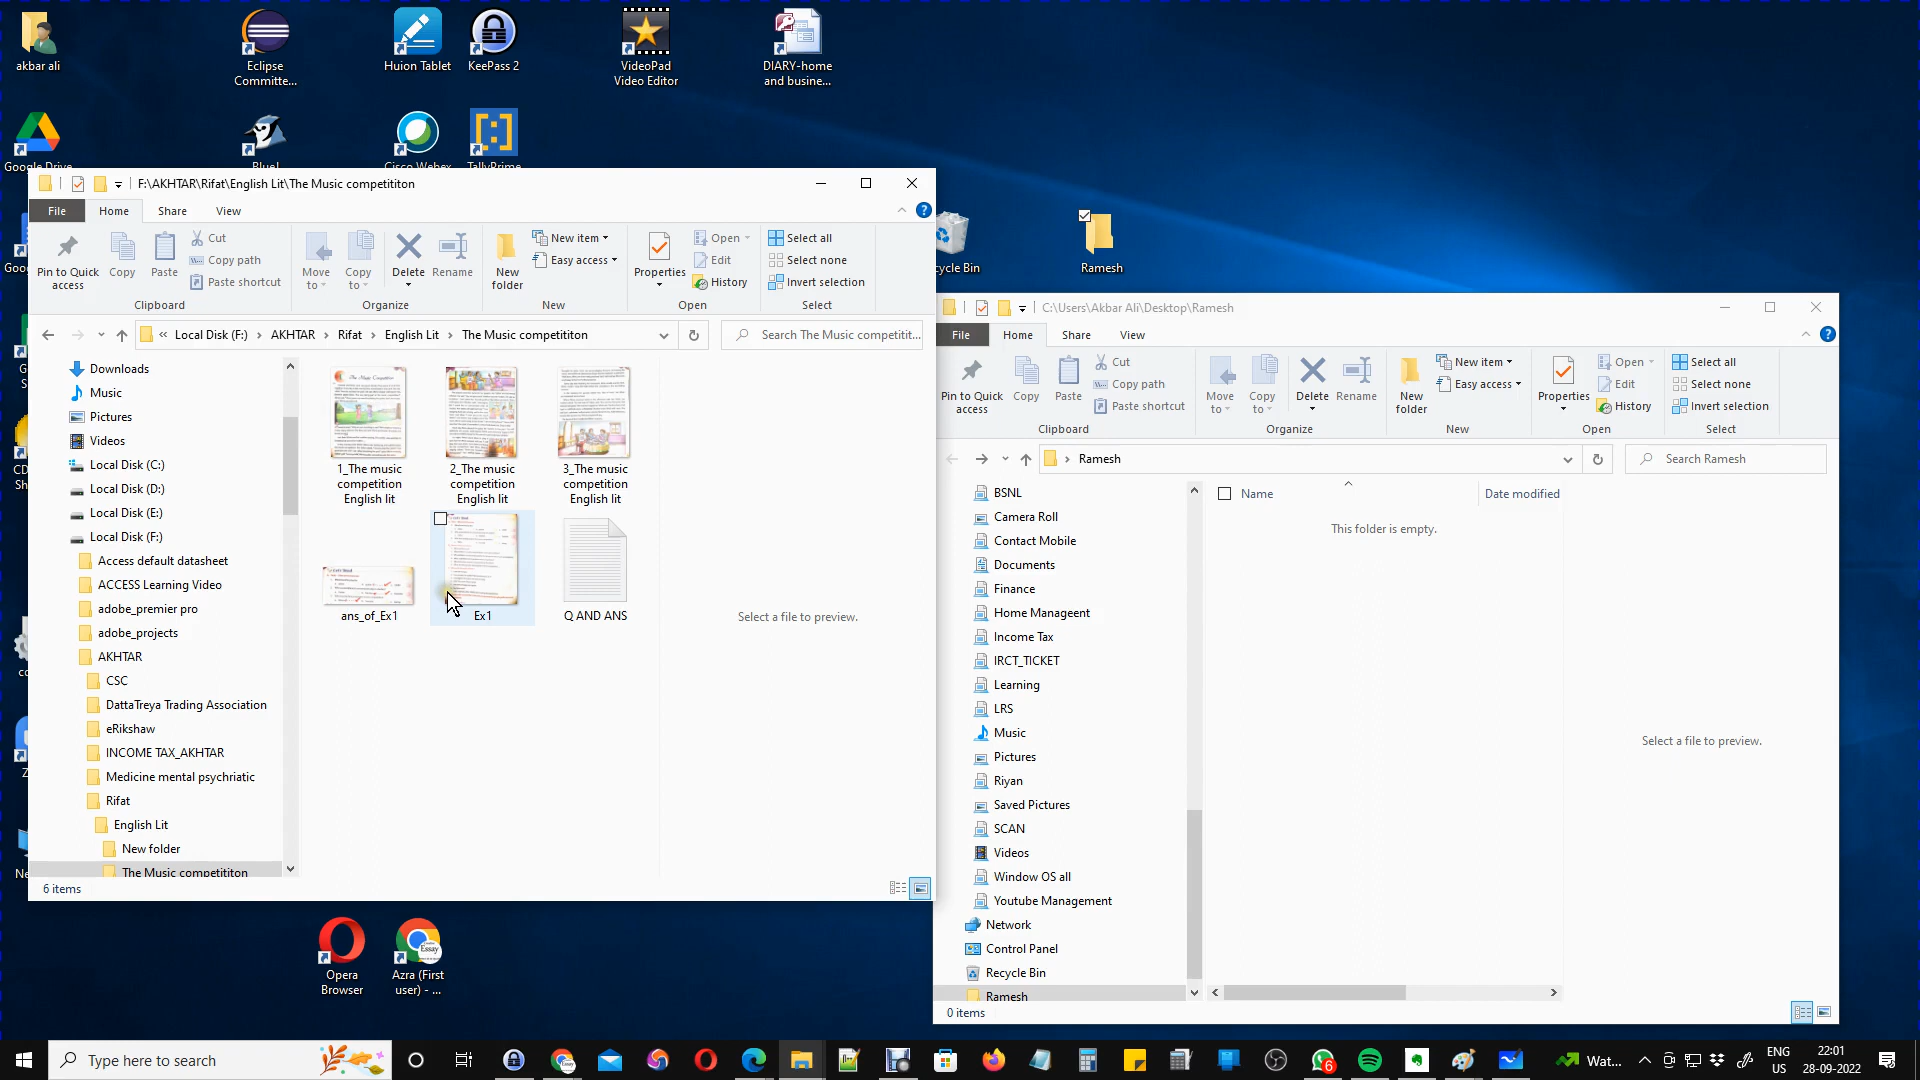 akbar ali
Eclipse
Committe...
Huion Tablet
KeePass 2
VideoPad
Video Editor
DIARY-home
and busine...
Google Drive
BlueJ
Cisco Webex
TallyPrime
Ramesh
F:\AKHTAR\Rifat\English Lit\The Music competititon
File
Home
Share
View
Pin to Quick
access
Copy
Paste
Cut
Copy path
Paste shortcut
Clipboard
Move
to
Copy
to
Delete
Rename
Organize
New
folder
New item
Easy access
New
Properties
Open
Edit
History
Open
Select all
Select none
Invert selection
Select
« Local Disk (F:) > AKHTAR > Rifat > English Lit > The Music competititon
Search The Music competitit...
Downloads
Music
Pictures
Videos
Local Disk (C:)
Local Disk (D:)
Local Disk (E:)
Local Disk (F:)
Access default datasheet
ACCESS Learning Video
adobe_premier pro
adobe_projects
AKHTAR
CSC
DattaTreya Trading Association
eRikshaw
INCOME TAX_AKHTAR
Medicine mental psychriatic
Rifat
English Lit
New folder
The Music competititon
1_The music
competition
English lit
2_The music
competition
English lit
3_The music
competition
English lit
ans_of_Ex1
Ex1
Q AND ANS
Select a file to preview.
6 items
C:\Users\Akbar Ali\Desktop\Ramesh
File
Home
Share
View
Pin to Quick
access
Copy
Paste
Cut
Copy path
Paste shortcut
Clipboard
Move
to
Copy
to
Delete
Rename
Organize
New
folder
New item
Easy access
New
Properties
Open
Edit
History
Open
Select all
Select none
Invert selection
Select
> Ramesh
Search Ramesh
BSNL
Camera Roll
Contact Mobile
Documents
Finance
Home Manageent
Income Tax
IRCT_TICKET
Learning
LRS
Music
Pictures
Riyan
Saved Pictures
SCAN
Videos
Window OS all
Youtube Management
Network
Control Panel
Recycle Bin
Ramesh
Name
Date modified
This folder is empty.
Select a file to preview.
0 items
Opera
Browser
Azra (First
user) - ...
Type here to search
6
Wat...
ENG
US
22:01
28-09-2022